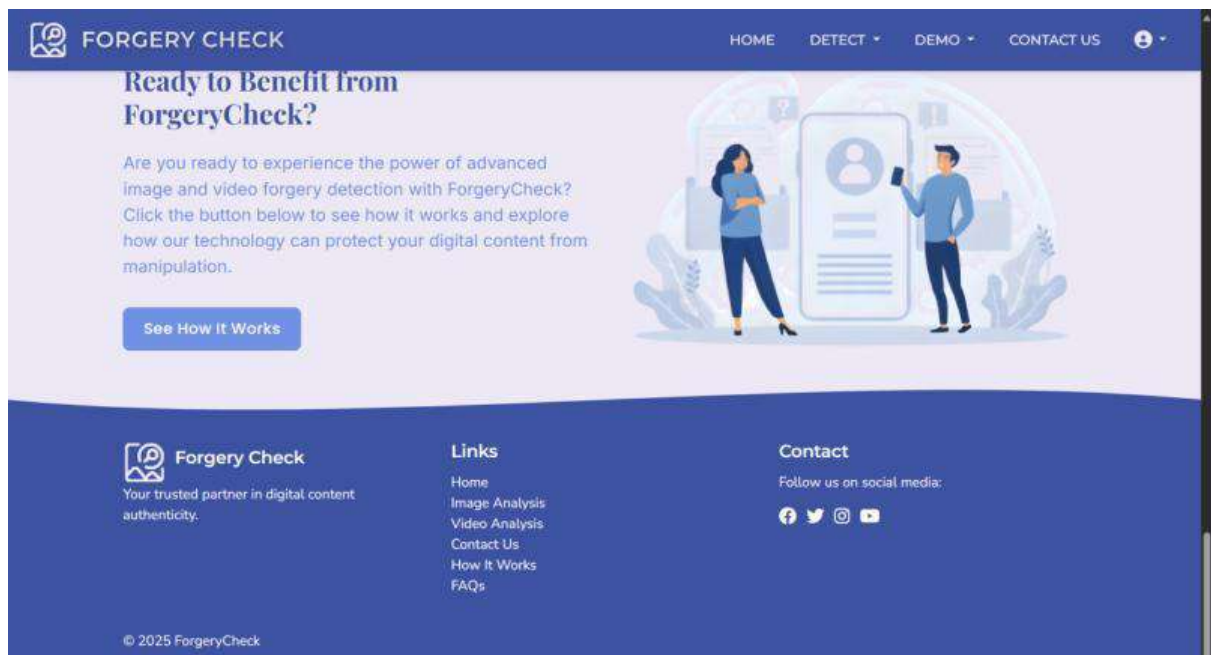 FORGERY CHECK
HOME DETECT DEMO CONTACT US
Ready to Benefit from
ForgeryCheck?
Are you ready to experience the power of advanced
image and video forgery detection with ForgeryCheck?
Click the button below to see how it works and explore
how our technology can protect your digital content from
manipulation.
See How It Works
Forgery Check
Your trusted partner in digital content
authenticity.
Links
Home
Image Analysis
Video Analysis
Contact Us
How It Works
FAQs
Contact
Follow us on social media:
© 2025 ForgeryCheck